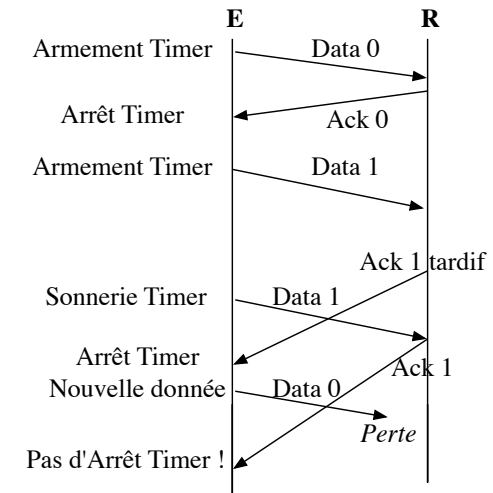 E R
Armement Timer Data 0
Arrêt Timer Ack 0
Armement Timer Data 1
Ack 1 tardif
Sonnerie Timer Data 1
Arrêt Timer
Ack 1
Nouvelle donnée Data 0
Perte
Pas d'Arrêt Timer !